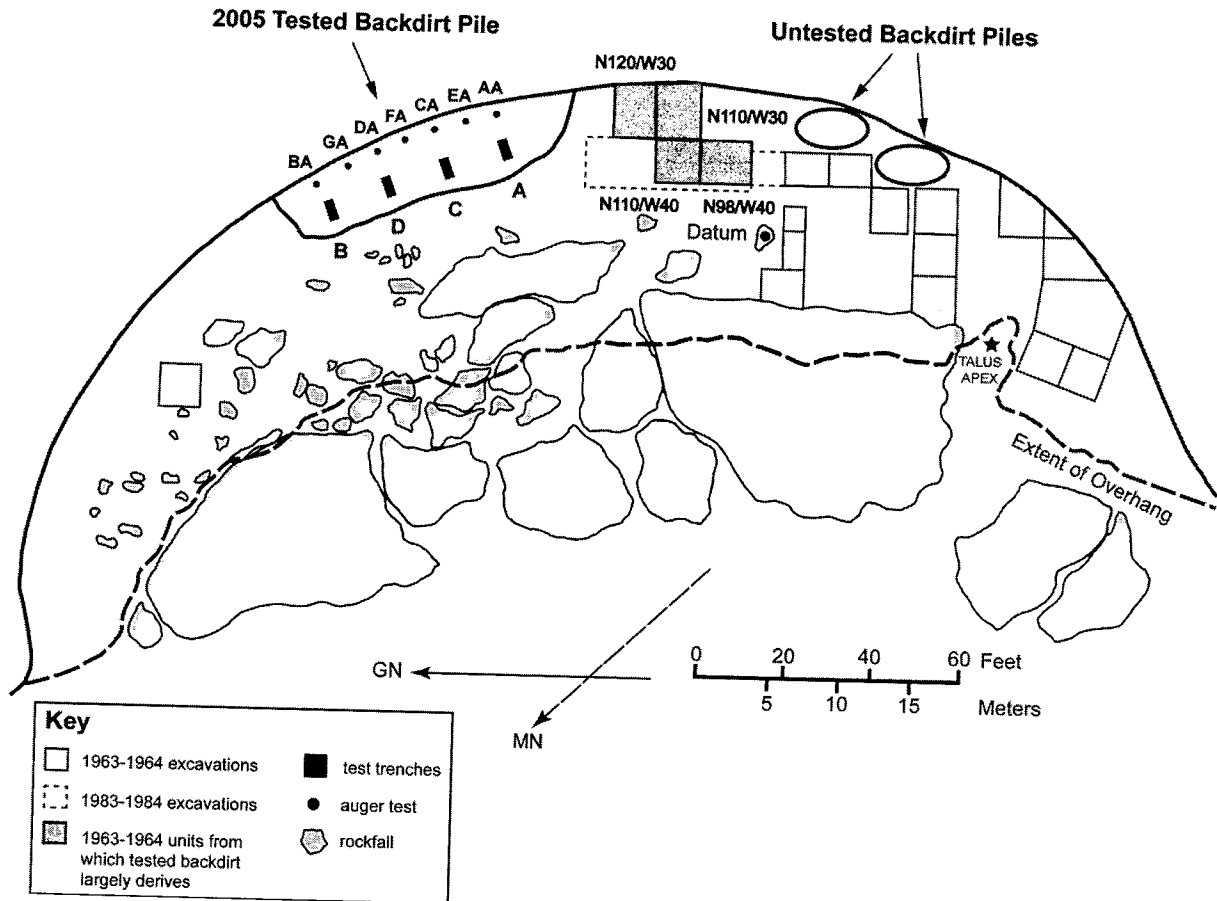 2005 Tested Backdirt Pile
Untested Backdirt Piles
N120/W30
AA
EA
CA
FA
DA
GA
BA
N110/W30
A
C
D
B
N110/W40
N98/W40
Datum
TALUS
APEX
Extent of Overhang
GN
MN
0 20 40 60 Feet
5 10 15 Meters
Key
1963-1964 excavations
1983-1984 excavations
1963-1964 units from
which tested backdirt
largely derives
test trenches
auger test
rockfall